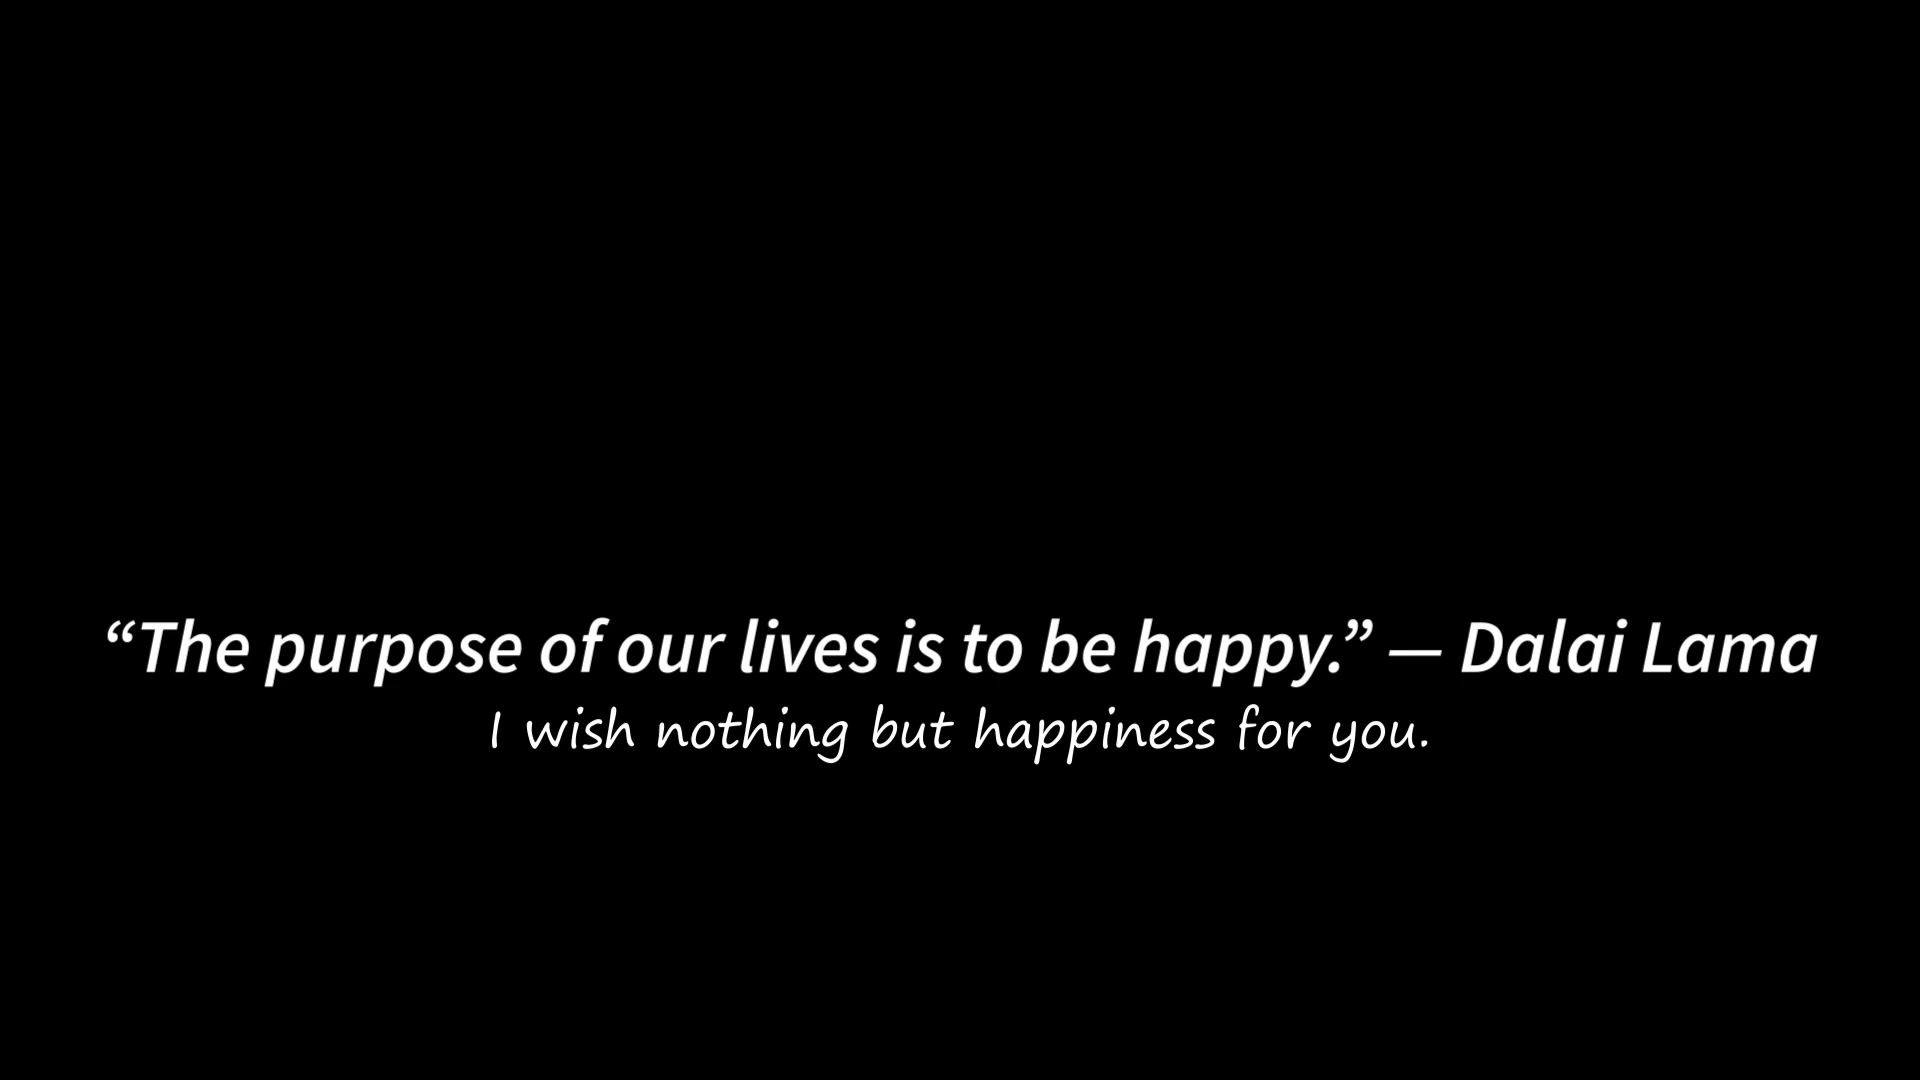 “The purpose of our lives is to be happy.” — Dalai Lama
I wish nothing but happiness for you.